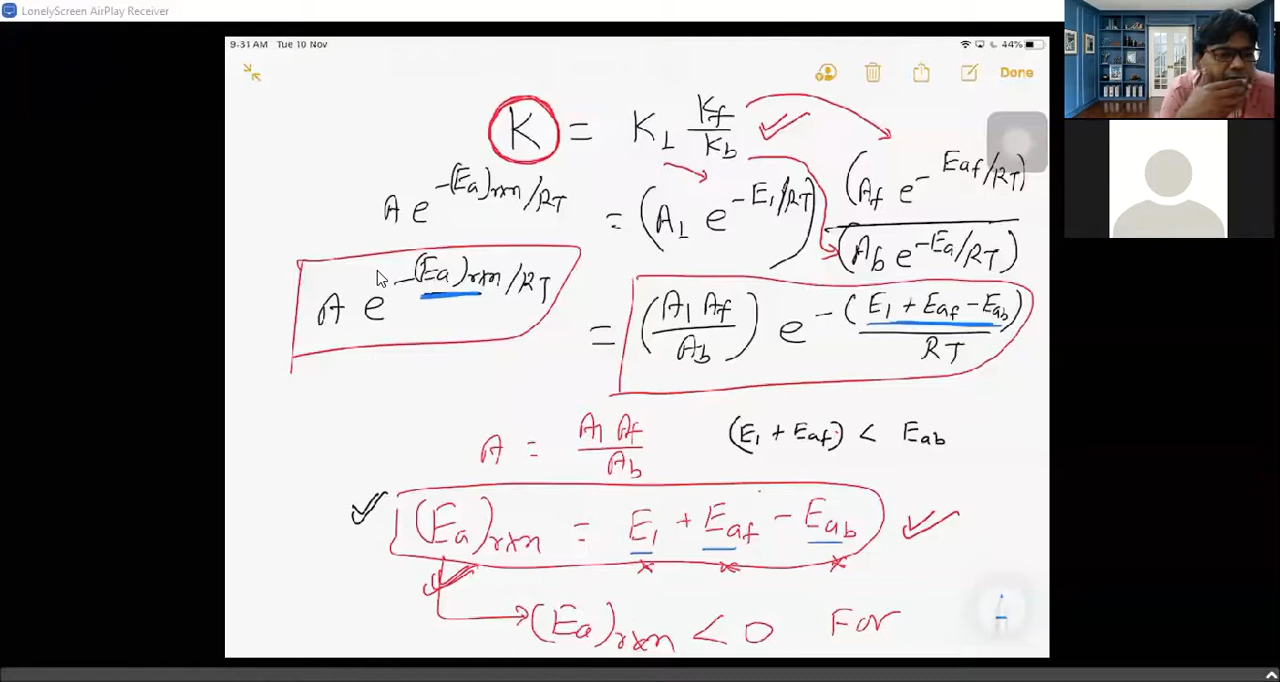 LonelyScreen AirPlay Receiver
9:31 AM Tue 10 Nov
44%
Done
K = K₁ Kf/Kb
A e^-(Ea)rxn/RT = (A₁ e^-E₁/RT) (Af e^-Eaf/RT)/(Ab e^-Ea/RT)
A e^-(Ea)rxn/RT = (A₁ Af/Ab) e^-(E₁ + Eaf - Eab)/RT
A = A₁ Af/Ab
(E₁ + Eaf) < Eab
(Ea)rxn = E₁ + Eaf - Eab
(Ea)rxn < 0 For